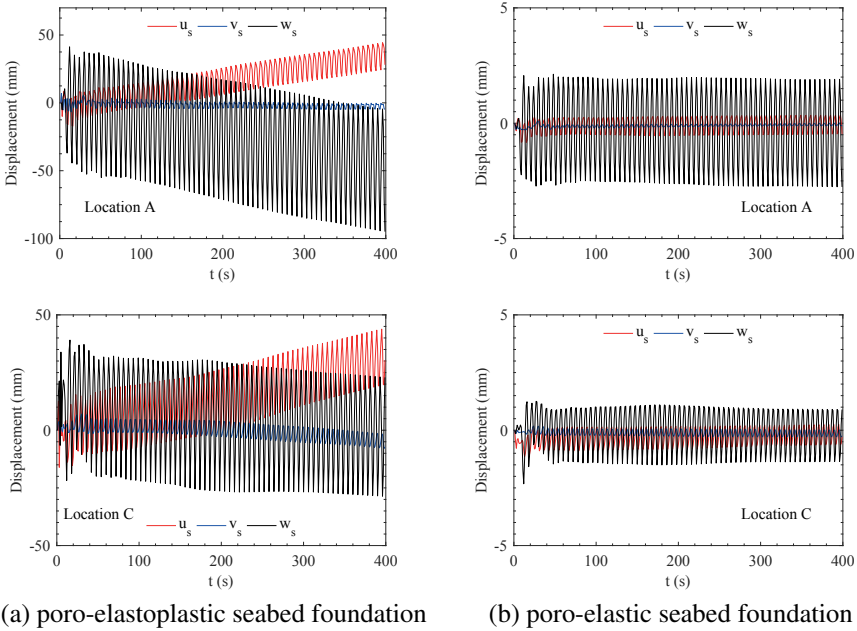 u_s v_s w_s
50
0
-50
-100
Displacement (mm)
Location A
0 100 200 300 400
t (s)
u_s v_s w_s
5
0
-5
Displacement (mm)
Location A
0 100 200 300 400
t (s)
50
0
-50
Displacement (mm)
Location C
u_s v_s w_s
0 100 200 300 400
t (s)
u_s v_s w_s
5
0
-5
Displacement (mm)
Location C
0 100 200 300 400
t (s)
(a) poro-elastoplastic seabed foundation
(b) poro-elastic seabed foundation